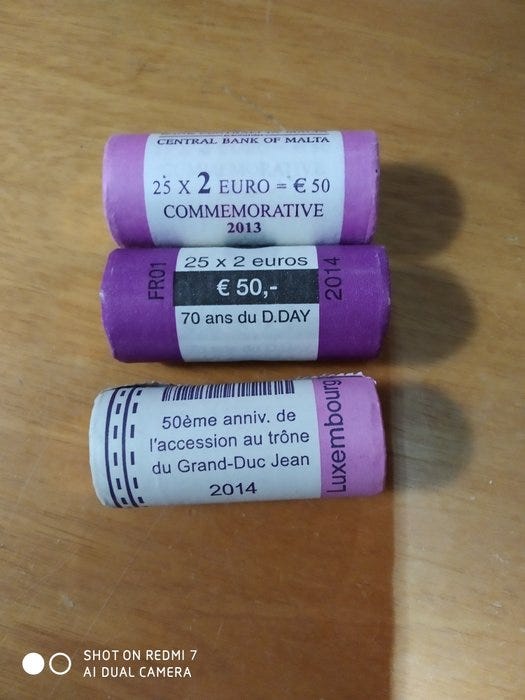 CENTRAL BANK OF MALTA
25 X 2 EURO = € 50
COMMEMORATIVE
2013
FR01
25 x 2 euros
€ 50,-
70 ans du D.DAY
2014
50ème anniv. de
l'accession au trône
du Grand-Duc Jean
2014
Luxembourg
SHOT ON REDMI 7
AI DUAL CAMERA